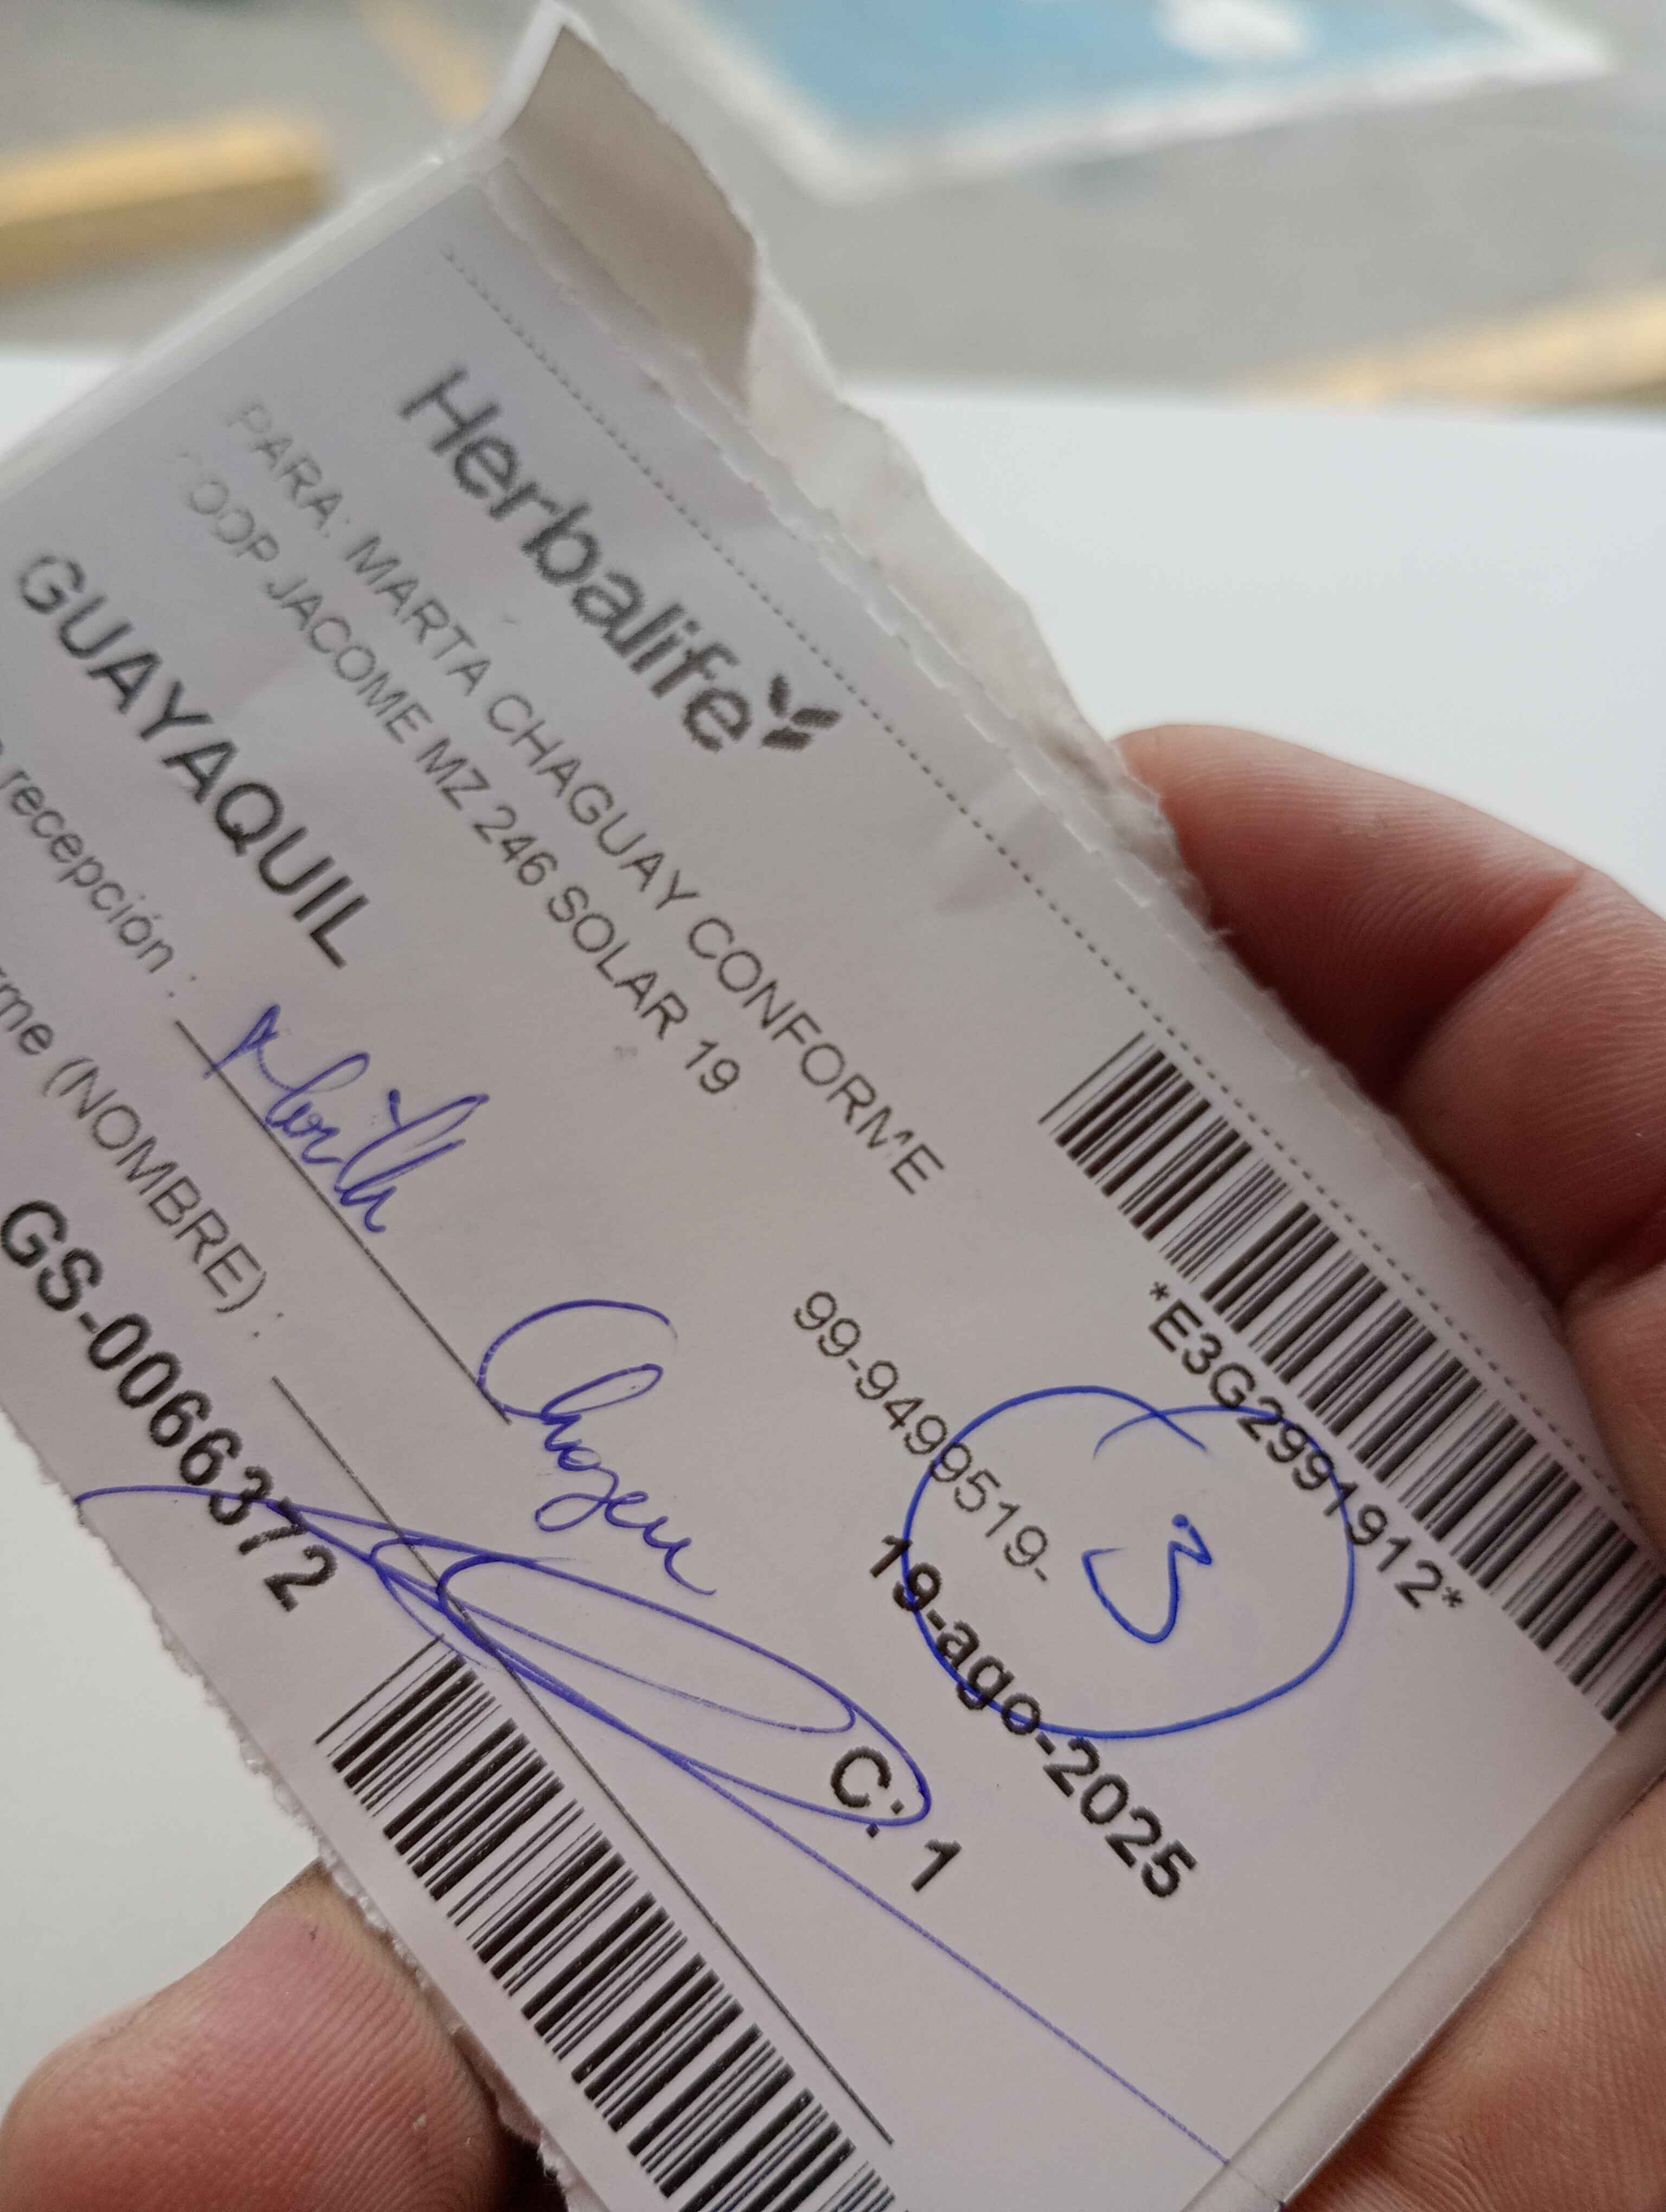 Herbalife
*E3G2991912*
PARA: MARTA CHAGUAY CONFORME
OOP JACOME MZ 246 SOLAR 19
99-9499519-
3
GUAYAQUIL
19-ago-2025
recepción :
(NOMBRE) :
C: 1
GS-0066372